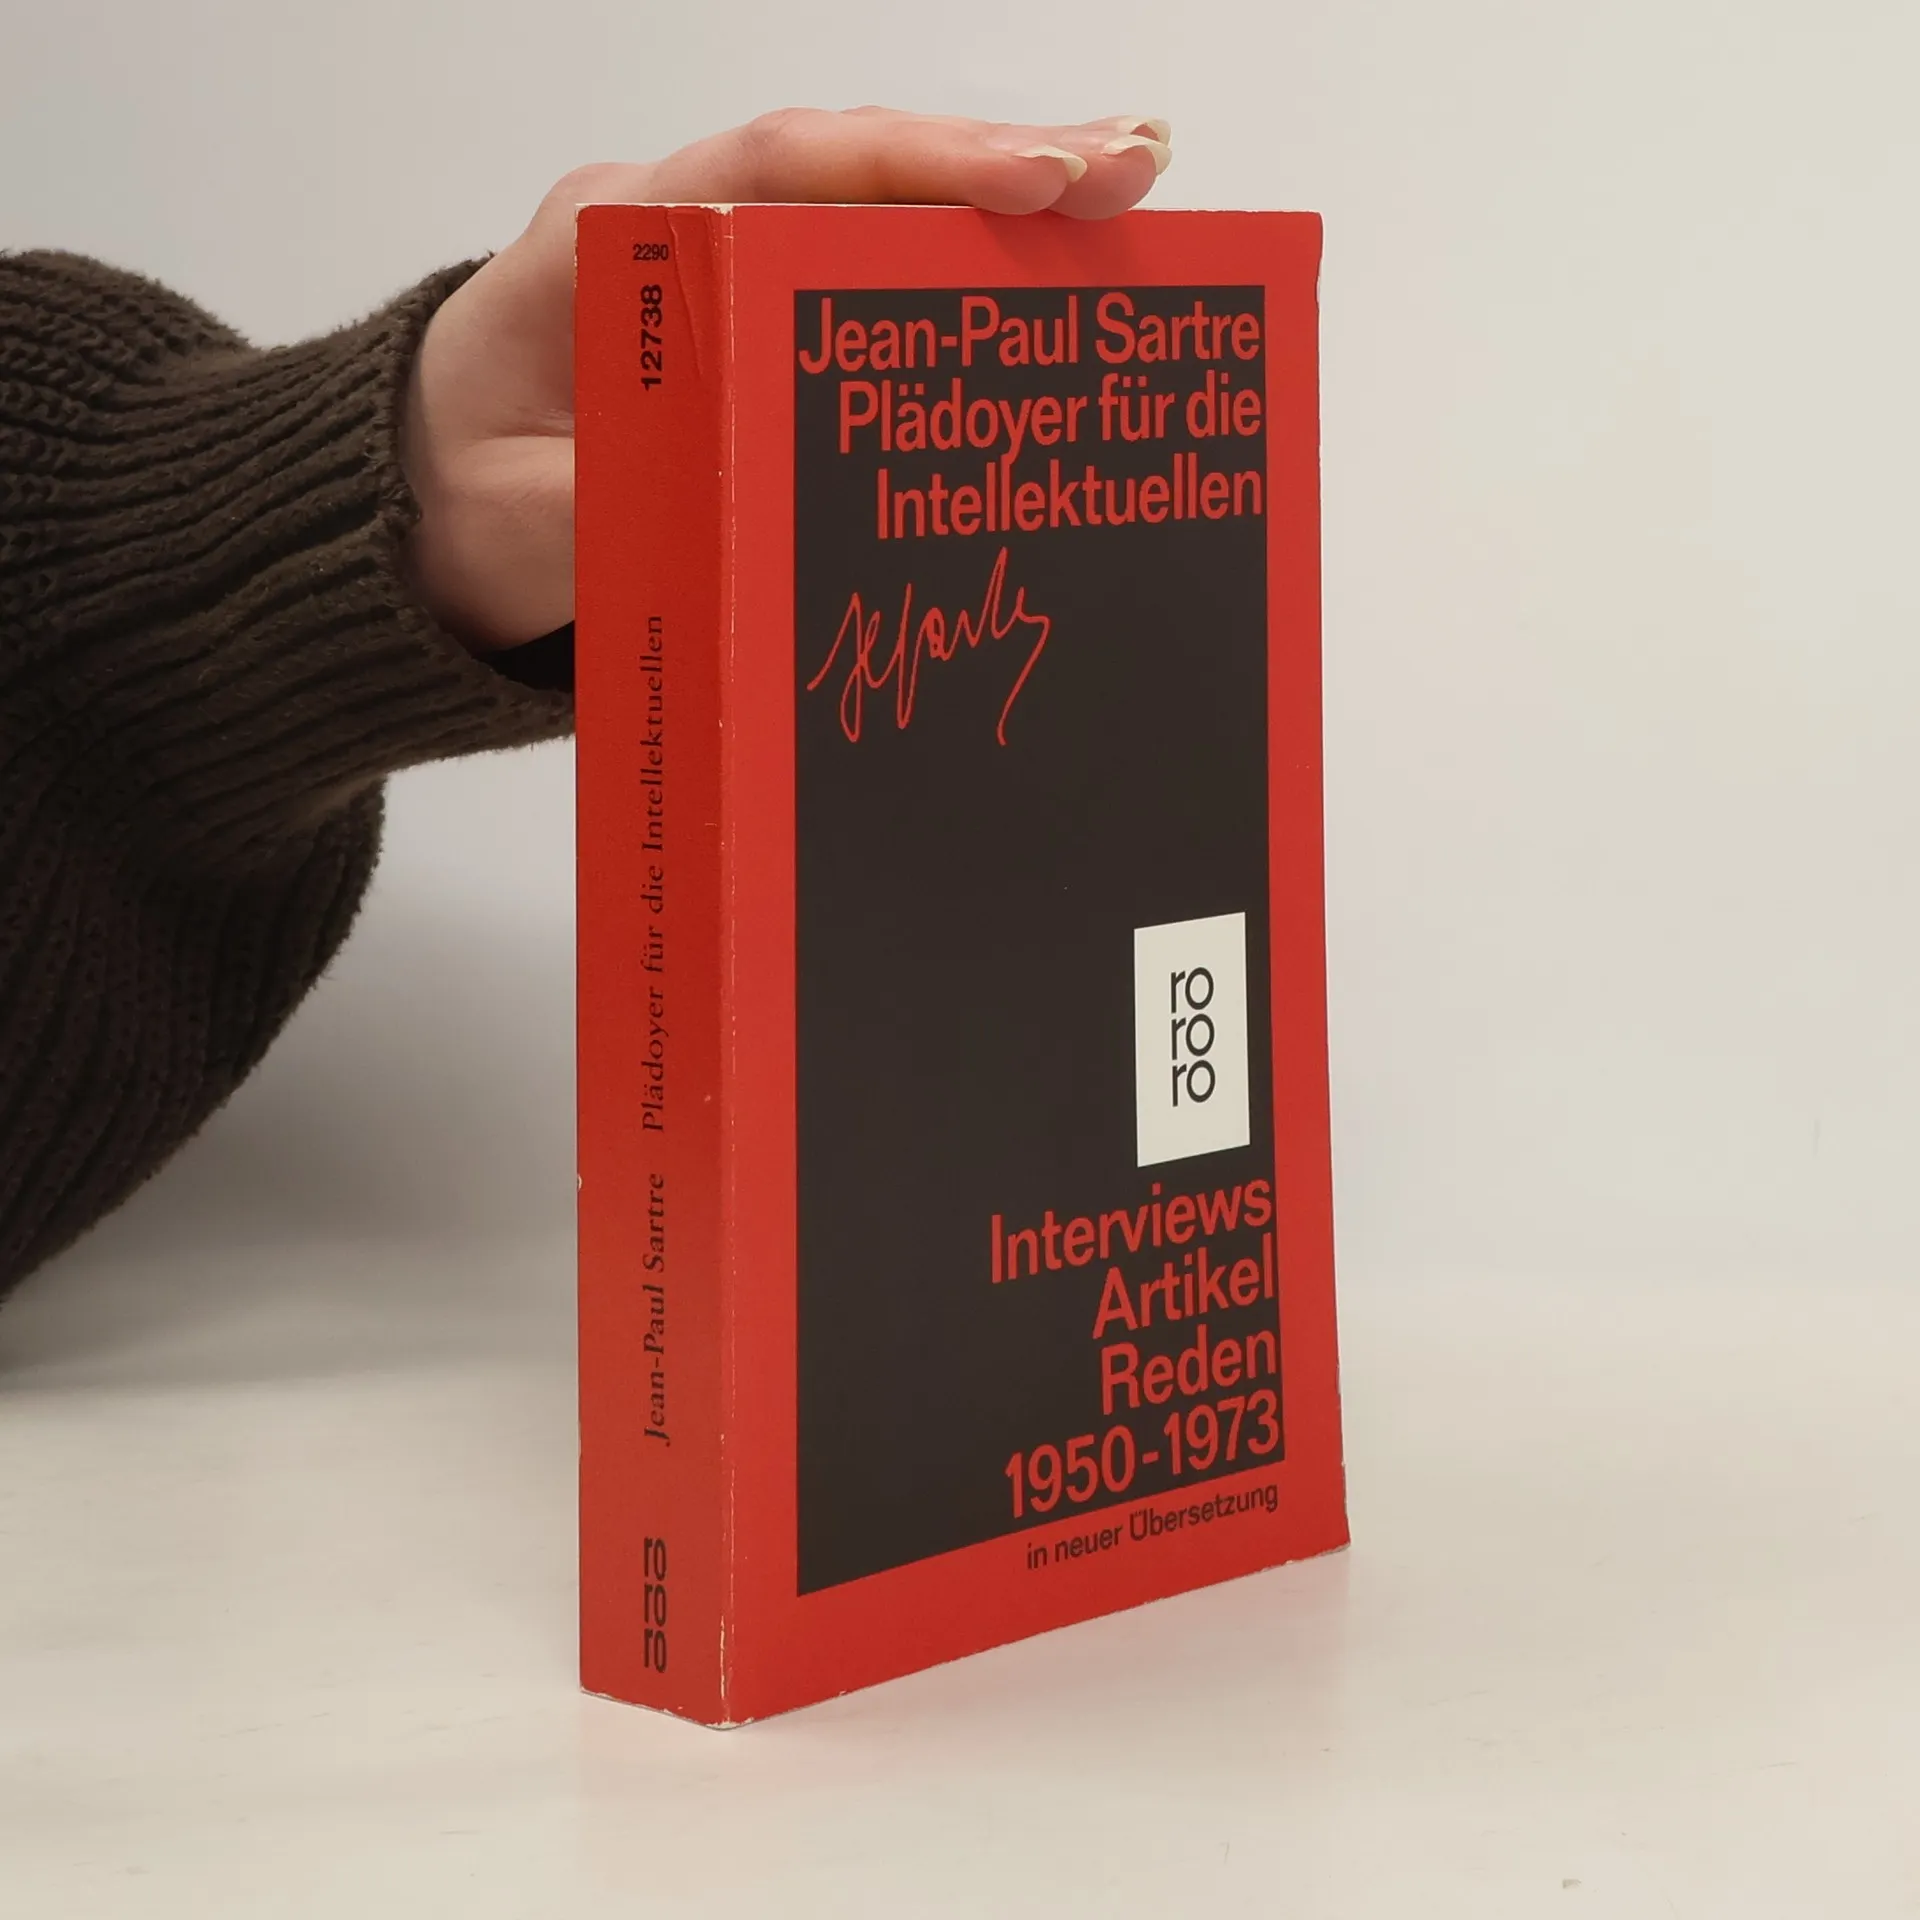 2290
12738
Jean-Paul Sartre Plädoyer für die Intellektuellen
ro
ro
ro
Jean-Paul Sartre
Plädoyer für die
Intellektuellen
JPSartre
ro
ro
ro
Interviews
Artikel
Reden
1950-1973
in neuer Übersetzung